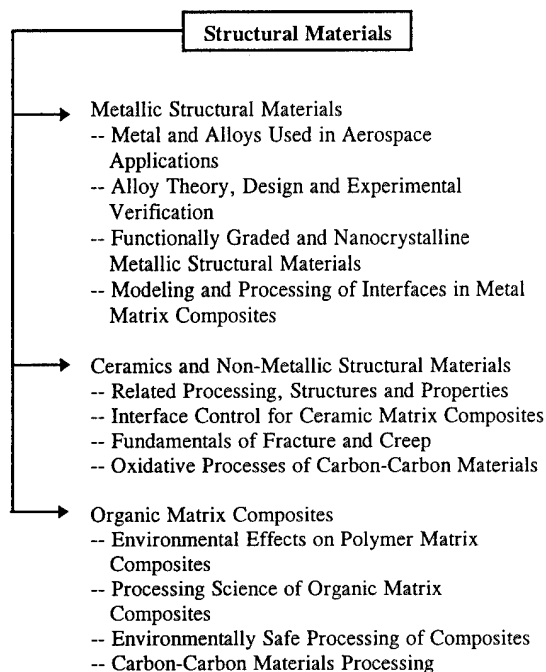 Structural Materials
Metallic Structural Materials
-- Metal and Alloys Used in Aerospace
Applications
-- Alloy Theory, Design and Experimental
Verification
-- Functionally Graded and Nanocrystalline
Metallic Structural Materials
-- Modeling and Processing of Interfaces in Metal
Matrix Composites
Ceramics and Non-Metallic Structural Materials
-- Related Processing, Structures and Properties
-- Interface Control for Ceramic Matrix Composites
-- Fundamentals of Fracture and Creep
-- Oxidative Processes of Carbon-Carbon Materials
Organic Matrix Composites
-- Environmental Effects on Polymer Matrix
Composites
-- Processing Science of Organic Matrix
Composites
-- Environmentally Safe Processing of Composites
-- Carbon-Carbon Materials Processing